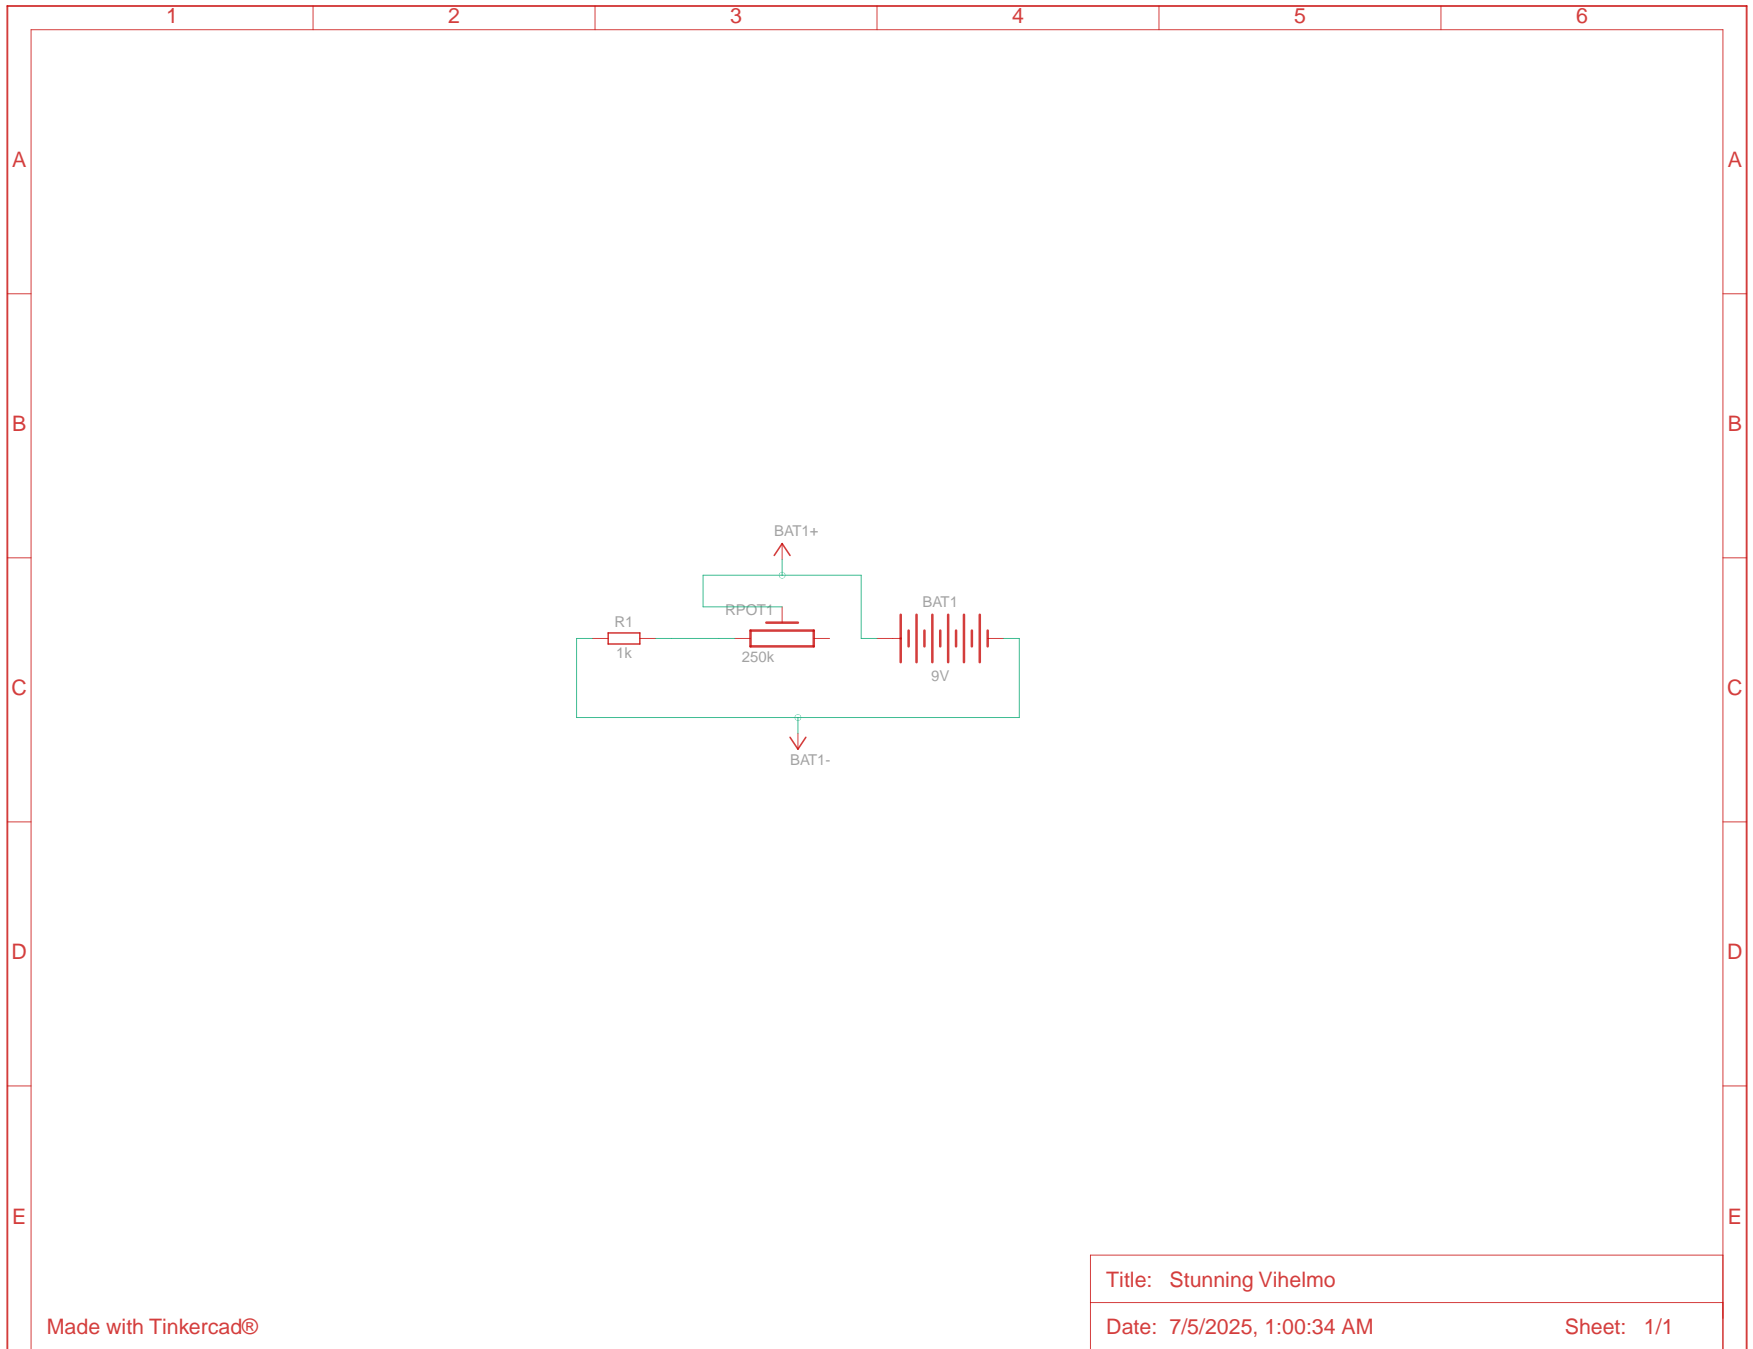 1 2 3 4 5 6
A A
B B
BAT1+
RPOT1
BAT1
R1
1k
250k
9V
C C
BAT1-
D D
E E
Title: Stunning Vihelmo
Made with Tinkercad®
Date: 7/5/2025, 1:00:34 AM Sheet: 1/1